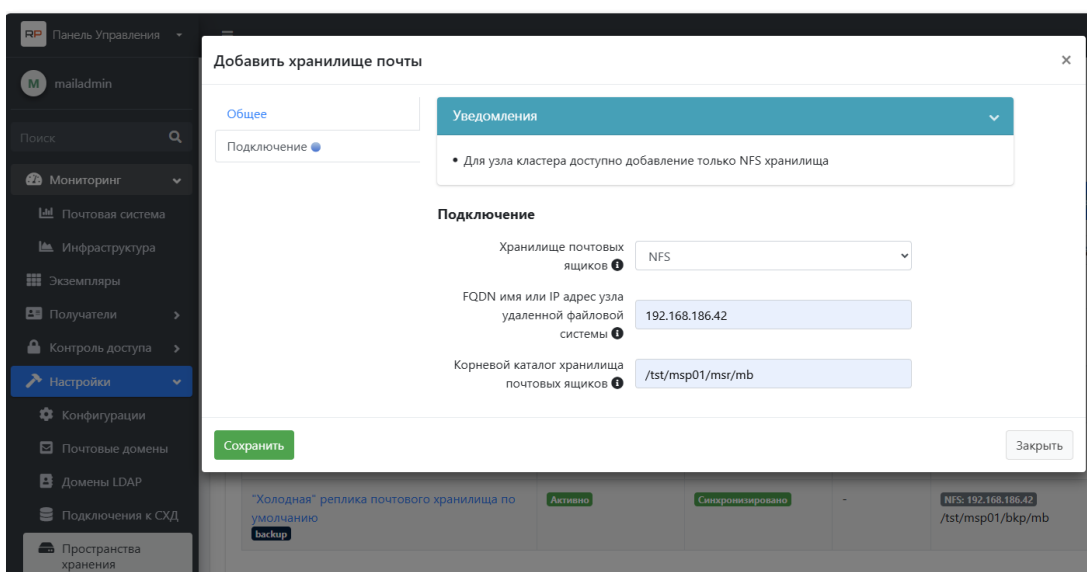 RP Панель Управления
M mailadmin
Поиск
Мониторинг
Почтовая система
Инфраструктура
Экземпляры
Получатели
Контроль доступа
Настройки
Конфигурации
Почтовые домены
Домены LDAP
Подключения к СХД
Пространства
хранения
Добавить хранилище почты
×
Общее
Подключение
Уведомления
• Для узла кластера доступно добавление только NFS хранилища
Подключение
Хранилище почтовых
ящиков
NFS
FQDN имя или IP адрес узла
удаленной файловой
системы
192.168.186.42
Корневой каталог хранилища
почтовых ящиков
/tst/msp01/msr/mb
Сохранить
Закрыть
"Холодная" реплика почтового хранилища по
умолчанию
backup
Активно
Синхронизировано
-
NFS: 192.168.186.42
/tst/msp01/bkp/mb